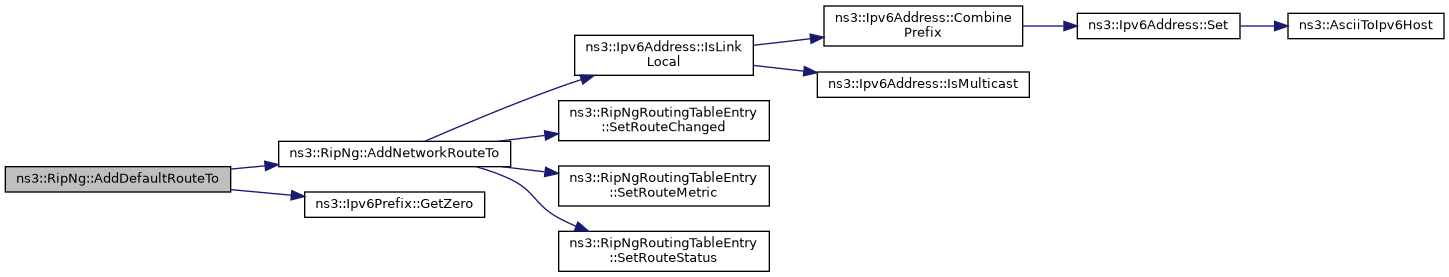 ns3::RipNg::AddDefaultRouteTo
ns3::RipNg::AddNetworkRouteTo
ns3::Ipv6Prefix::GetZero
ns3::Ipv6Address::IsLink
Local
ns3::RipNgRoutingTableEntry
::SetRouteChanged
ns3::RipNgRoutingTableEntry
::SetRouteMetric
ns3::RipNgRoutingTableEntry
::SetRouteStatus
ns3::Ipv6Address::Combine
Prefix
ns3::Ipv6Address::IsMulticast
ns3::Ipv6Address::Set
ns3::AsciiToIpv6Host